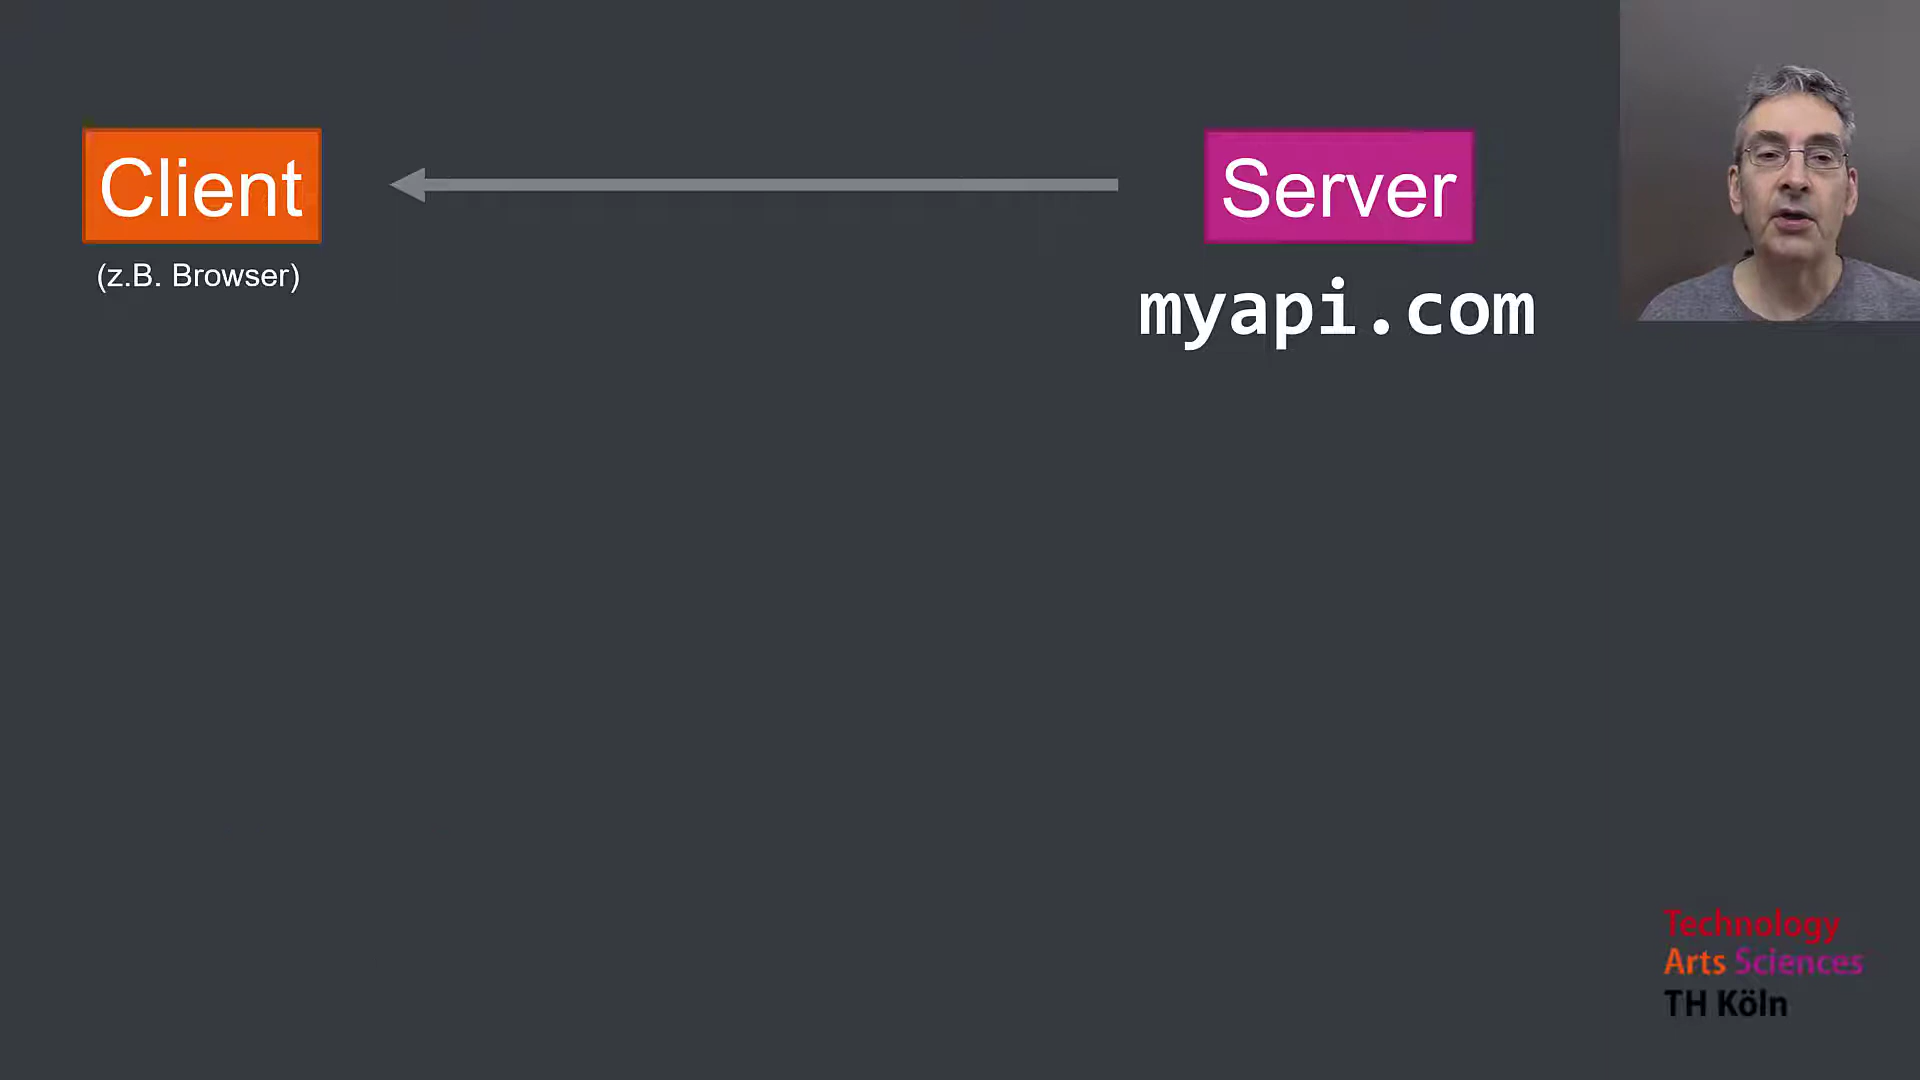 Client
(z.B. Browser)
Server
myapi.com
Technology
Arts Sciences
TH Köln